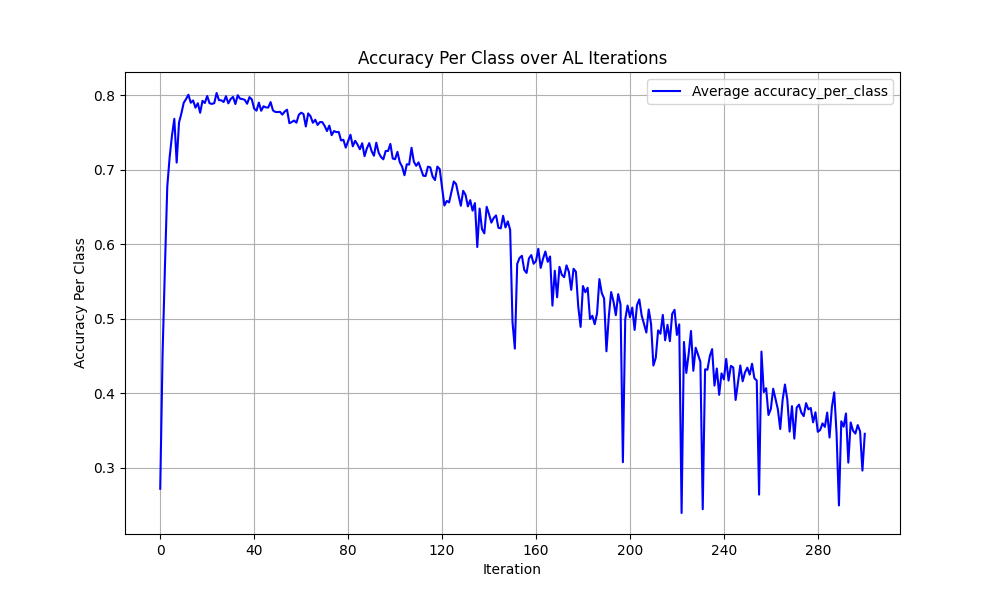 Accuracy Per Class over AL Iterations
Average accuracy_per_class
Accuracy Per Class
0.8
0.7
0.6
0.5
0.4
0.3
0 40 80 120 160 200 240 280
Iteration